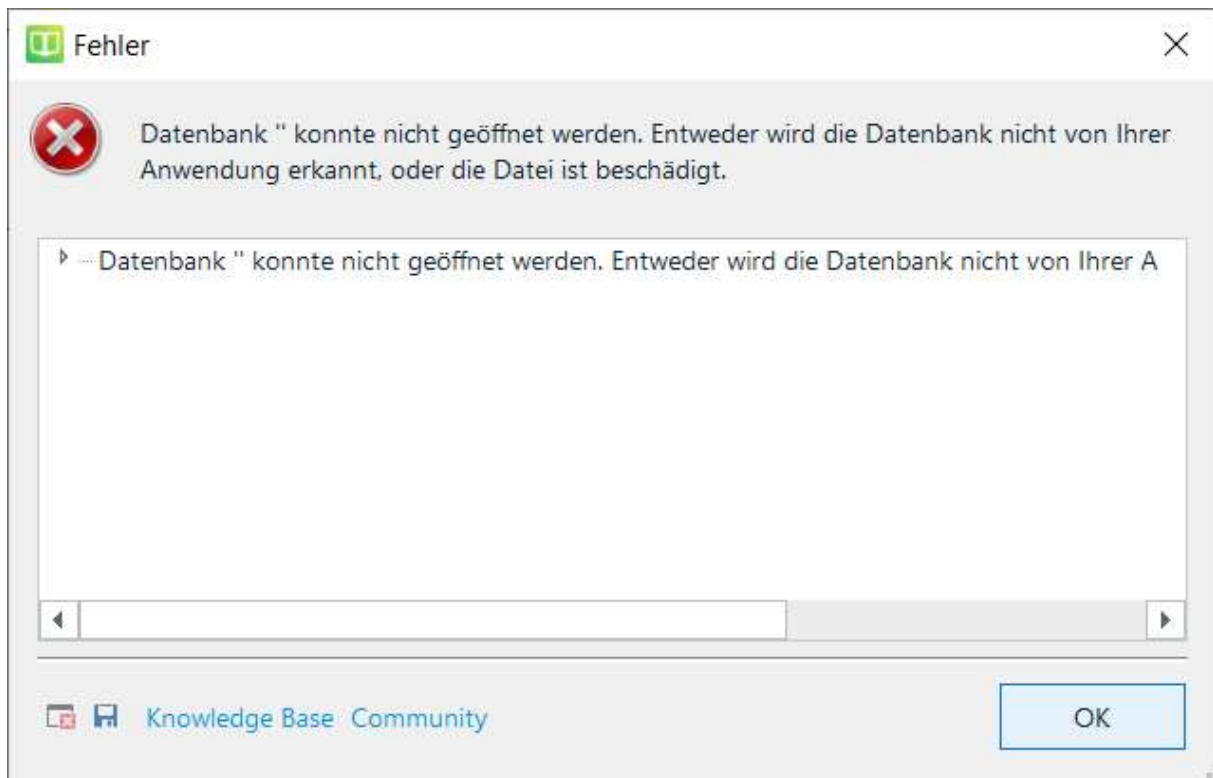 Fehler
Datenbank '' konnte nicht geöffnet werden. Entweder wird die Datenbank nicht von Ihrer
Anwendung erkannt, oder die Datei ist beschädigt.
Datenbank '' konnte nicht geöffnet werden. Entweder wird die Datenbank nicht von Ihrer A
Knowledge Base Community
OK